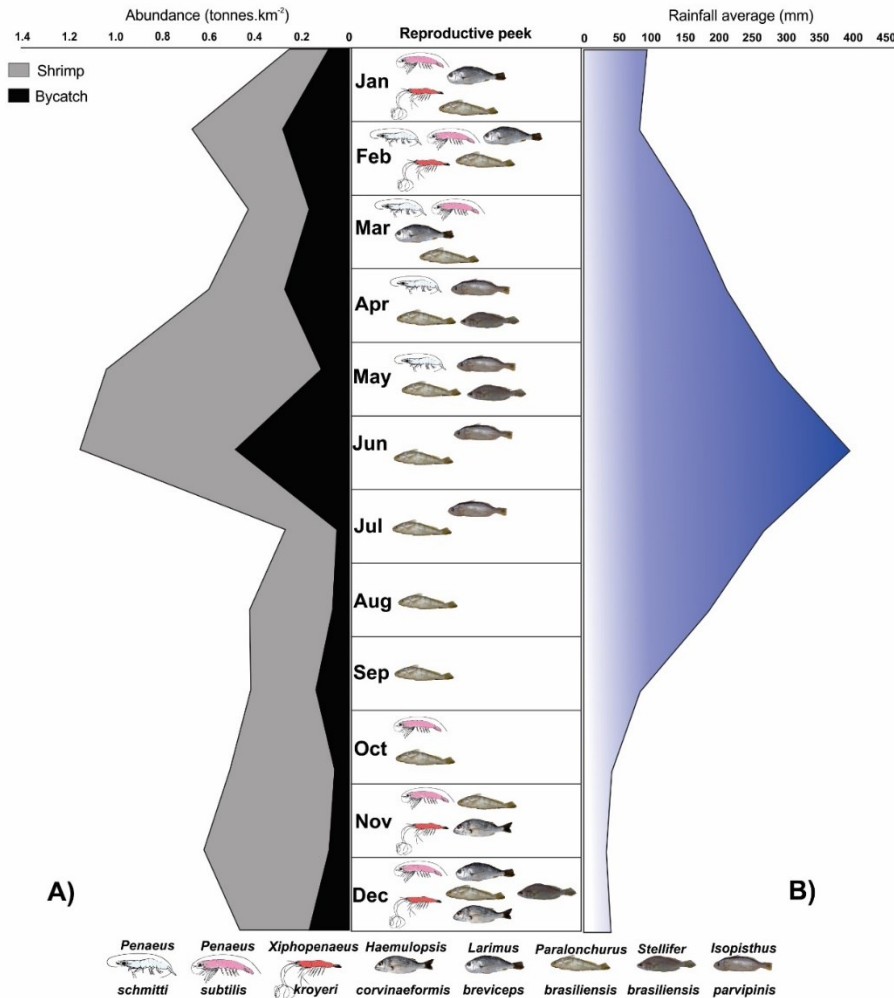 Abundance (tonnes.km-2)
Reproductive peek
Rainfall average (mm)
1.4 1.2 1.0 0.6 0.4 0.2 0
0 50 100 150 200 250 300 350 400 450
Shrimp
Bycatch
Jan
Feb
Mar
Apr
May
Jun
Jul
Aug
Sep
Oct
Nov
Dec
A)
B)
Penaeus Penaeus Xiphopenaeus Haemulopsis Larimus Paralonchurus Stellifer Isopisthus
schmitti subtilis kroyeri corvinaeformis breviceps brasiliensis brasiliensis parvipinis